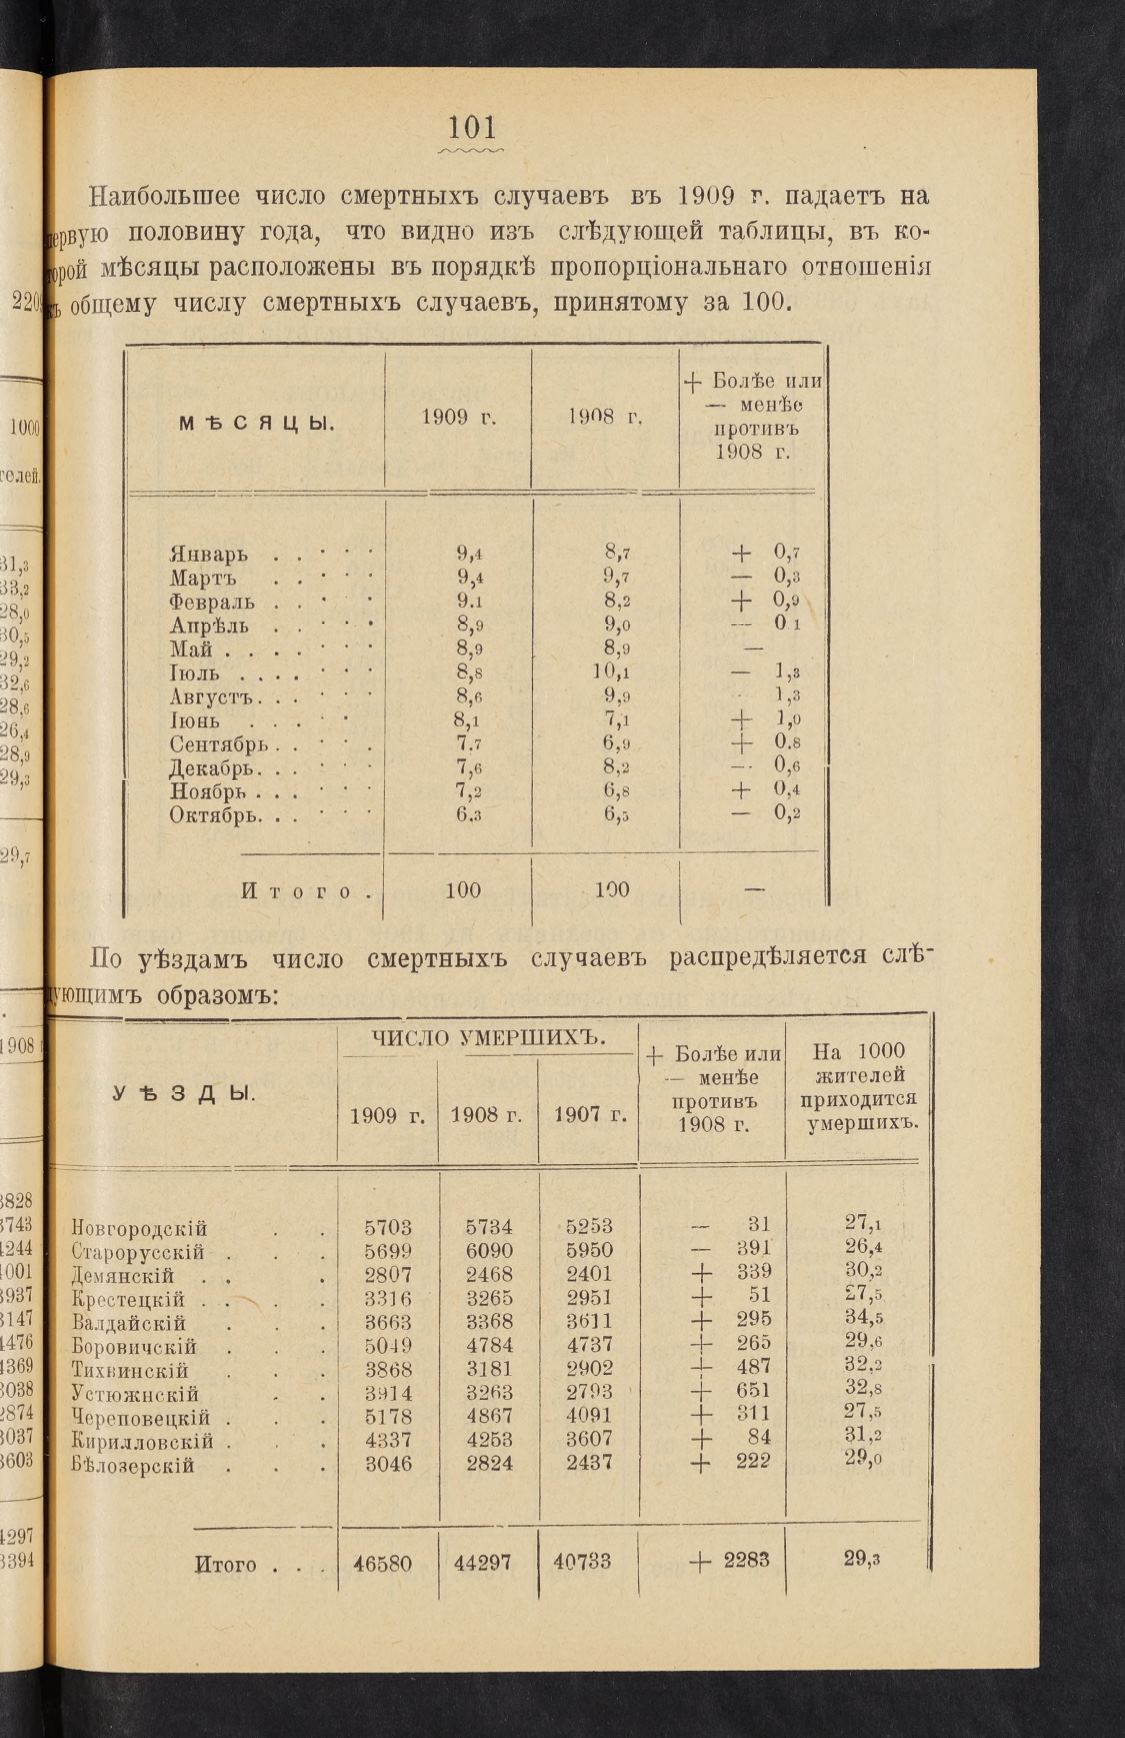 101
Наибольшее число смертныхъ случаевъ въ 1909 г. падаетъ на
первую половину года, что видно изъ слѣдующей таблицы, въ ко-
торой мѣсяцы расположены въ порядкѣ пропорціональнаго отношенія
къ общему числу смертныхъ случаевъ, принятому за 100.
МѢСЯЦЫ. 1909 г. 1908 г. + Болѣе или
— менѣе
противъ
1908 г.
Январь . . . . . 9,4 8,7 + 0,7
Мартъ . . . . . 9,4 9,7 — 0,3
Февраль . . . . . 9.1 8,2 + 0,9
Апрѣль . . . . . 8,9 9,0 — 0 1
Май . . . . . . . 8,9 8,9 —
Іюль . . . . . . . 8,8 10,1 — 1,3
Августъ. . . . . . 8,6 9,9 1,3
Іюнь . . . . . 8,1 7,1 + 1,0
Сентябрь . . . . . 7.7 6,9 + 0.8
Декабрь. . . . . . 7,6 8,2 — 0,6
Ноябрь . . . . . . 7,2 6,8 + 0,4
Октябрь. . . . . . 6.3 6,5 — 0,2
Итого . 100 100 —
По уѣздамъ число смертныхъ случаевъ распредѣляется слѣ-
дующимъ образомъ:
УѢЗДЫ. ЧИСЛО УМЕРШИХЪ. + Болѣе или
— менѣе
противъ
1908 г. На 1000
жителей
приходится
умершихъ.
1909 г. 1908 г. 1907 г.
Новгородскій . . 5703 5734 5253 — 31 27,1
Старорусскій . . . 5699 6090 5950 — 391 26,4
Демянскій . . . 2807 2468 2401 + 339 30,2
Крестецкій . . . . 3316 3265 2951 + 51 27,5
Валдайскій . . . 3663 3368 3611 + 295 34,5
Боровичскій . . . 5049 4784 4737 + 265 29,6
Тихвинскій . . . 3868 3181 2902 + 487 32,2
Устюжнскій . . 3914 3263 2793 + 651 32,8
Череповецкій . . . 5178 4867 4091 + 311 27,5
Кирилловскій . . . 4337 4253 3607 + 84 31,2
Бѣлозерскій . . . 3046 2824 2437 + 222 29,0
Итого . . . 46580 44297 40733 + 2283 29,3